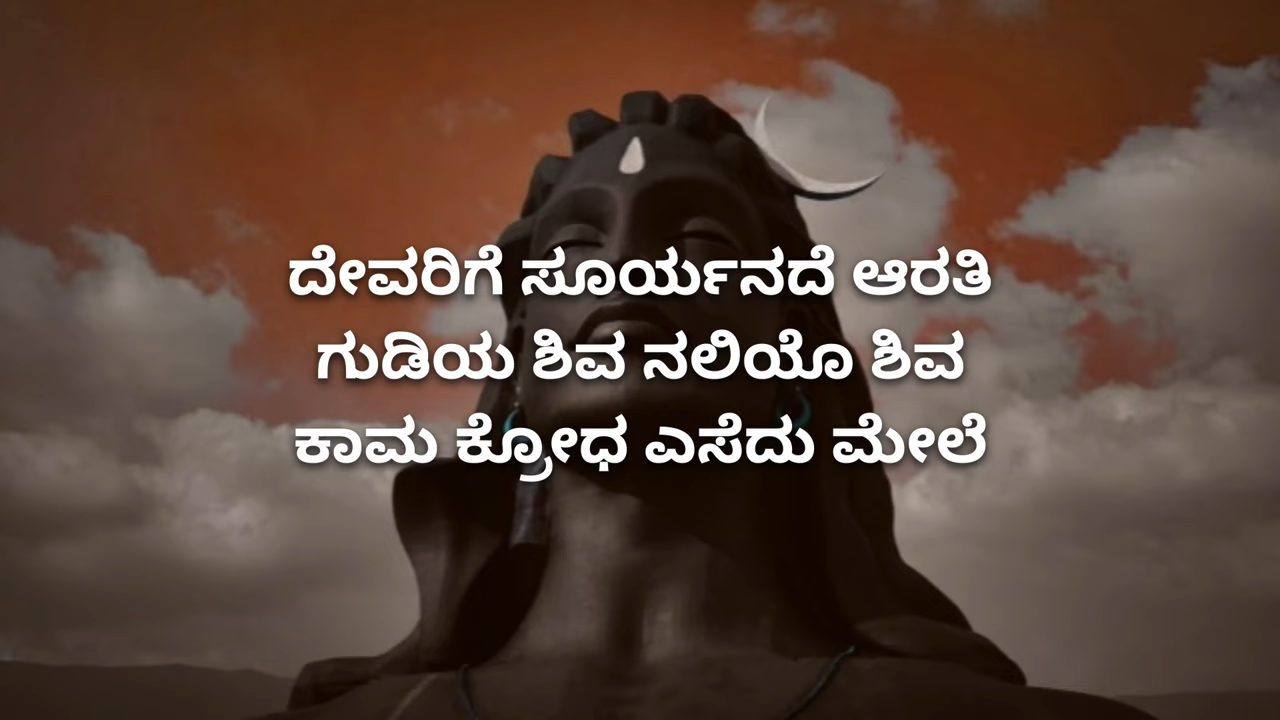 ದೇವರಿಗೆ ಸೂರ್ಯನದೆ ಆರತಿ
ಗುಡಿಯ ಶಿವ ನಲಿಯೊ ಶಿವ
ಕಾಮ ಕ್ರೋಧ ಎಸೆದು ಮೇಲೆ